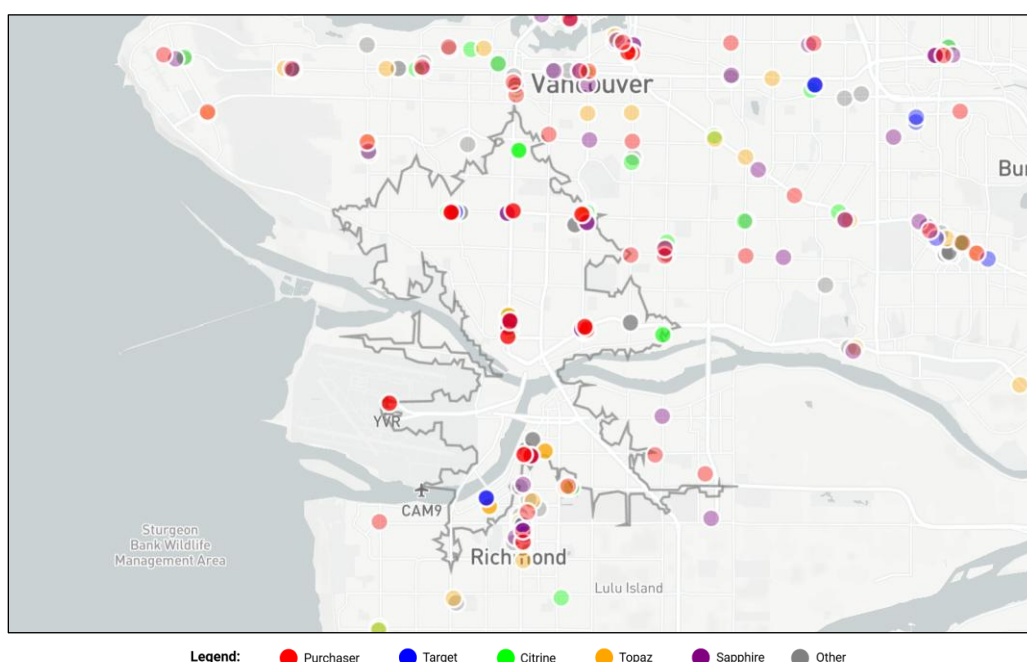 Vancouver
Bur
YVR
CAM9
Sturgeon
Bank Wildlife
Management Area
Richmond
Lulu Island
Legend: Purchaser Target Citrine Topaz Sapphire Other